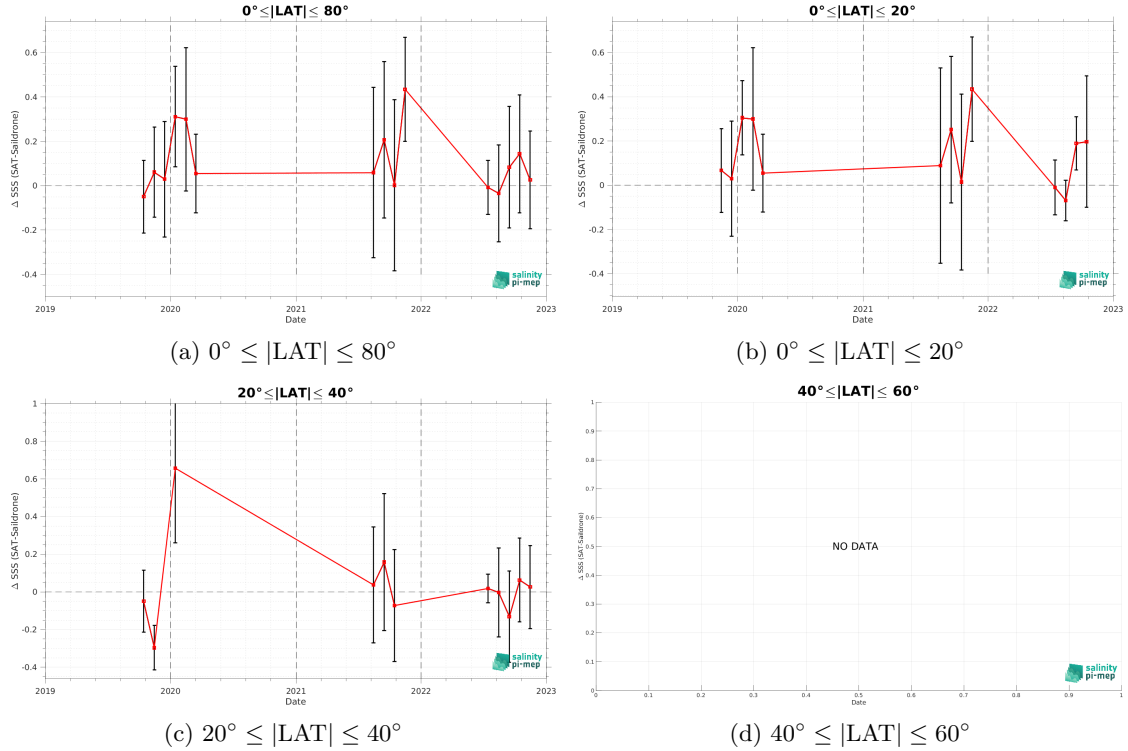 0°≤|LAT|≤ 80°
Δ SSS (SAT-Saildrone)
0.6
0.4
0.2
0
-0.2
-0.4
2019 2020 2021 2022 2023
Date
salinity
pi-mep
(a) 0° ≤ |LAT| ≤ 80°
0°≤|LAT|≤ 20°
Δ SSS (SAT-Saildrone)
0.6
0.4
0.2
0
-0.2
-0.4
2019 2020 2021 2022 2023
Date
salinity
pi-mep
(b) 0° ≤ |LAT| ≤ 20°
20°≤|LAT|≤ 40°
Δ SSS (SAT-Saildrone)
1
0.8
0.6
0.4
0.2
0
-0.2
-0.4
2019 2020 2021 2022 2023
Date
salinity
pi-mep
(c) 20° ≤ |LAT| ≤ 40°
40°≤|LAT|≤ 60°
Δ SSS (SAT-Saildrone)
1
0.9
0.8
0.7
0.6
0.5
0.4
0.3
0.2
0.1
0
NO DATA
0 0.1 0.2 0.3 0.4 0.5 0.6 0.7 0.8 0.9 1
Date
salinity
pi-mep
(d) 40° ≤ |LAT| ≤ 60°